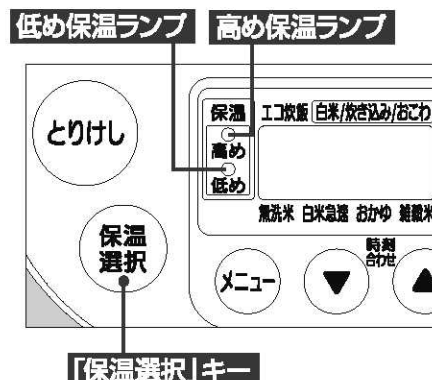 低め保温ランプ
高め保温ランプ
とりけし
保温
高め
低め
エコ炊飯 白米/炊き込み/おこわ
無洗米 白米急速 おかゆ 雑穀米
保温
選択
メニュー
▼
時刻
合わせ
▲
「保温選択」キー